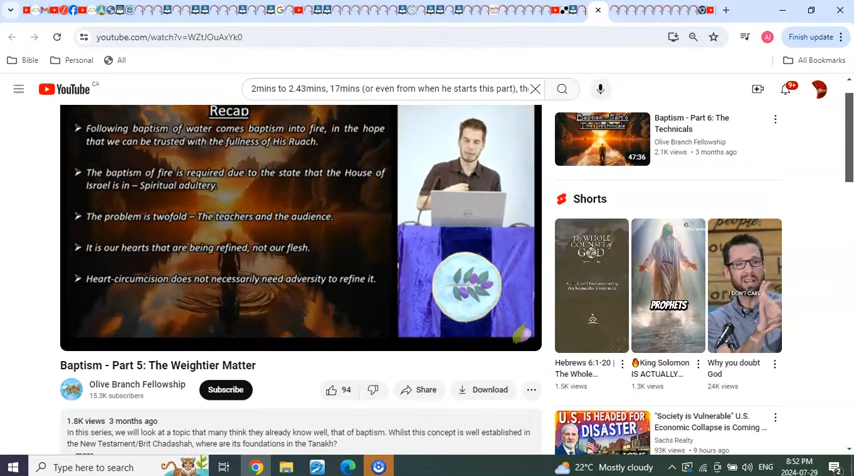 Finish update
youtube.com/watch?v=WZtJOuAxYk0
Bible
Personal
All
All Bookmarks
YouTube CA
2mins to 2.43mins, 17mins (or even from when he starts this part), the
9+
Recap
Following baptism of water comes baptism into fire, in the hope
that we can be trusted with the fullness of His Ruach.
The baptism of fire is required due to the state that the House of
Israel is in – Spiritual adultery.
The problem is twofold – The teachers and the audience.
It is our hearts that are being refined, not our flesh.
Heart-circumcision does not necessarily need adversity to refine it.
Baptism - Part 5: The Weightier Matter
Olive Branch Fellowship
15.3K subscribers
Subscribe
94
Share
Download
1.8K views 3 months ago
In this series, we will look at a topic that many think they already know well, that of baptism. Whilst this concept is well established in
the New Testament/Brit Chadashah, where are its foundations in the Tanakh?
47:36
Baptism - Part 6: The
Technicals
Olive Branch Fellowship
2.1K views • 3 months ago
Shorts
THE WHOLE
COUNSEL
of GOD
PROPHETS
I DON'T CARE
Hebrews 6:1-20 |
The Whole...
1.5K views
🔥King Solomon
IS ACTUALLY...
1.3K views
Why you doubt
God
24K views
U.S. IS HEADED FOR
DISASTER
"Society is Vulnerable" U.S.
Economic Collapse is Coming ...
Sachs Realty
93K views • 9 hours ago
Type here to search
22°C Mostly cloudy
8:52 PM
2024-07-29